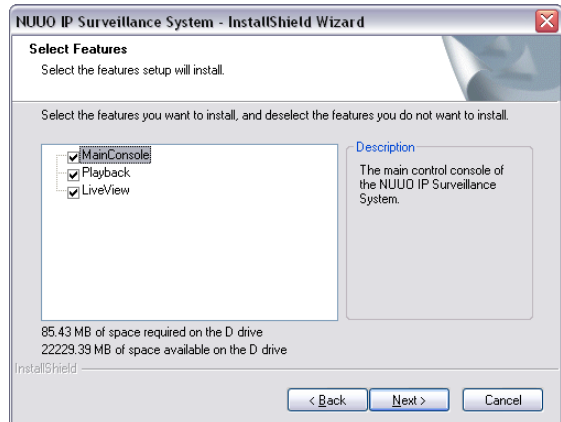 NUUO IP Surveillance System - InstallShield Wizard
Select Features
Select the features setup will install.
Select the features you want to install, and deselect the features you do not want to install.
MainConsole
Playback
LiveView
Description
The main control console of
the NUUO IP Surveillance
System.
85.43 MB of space required on the D drive
22229.39 MB of space available on the D drive
InstallShield
< Back
Next >
Cancel